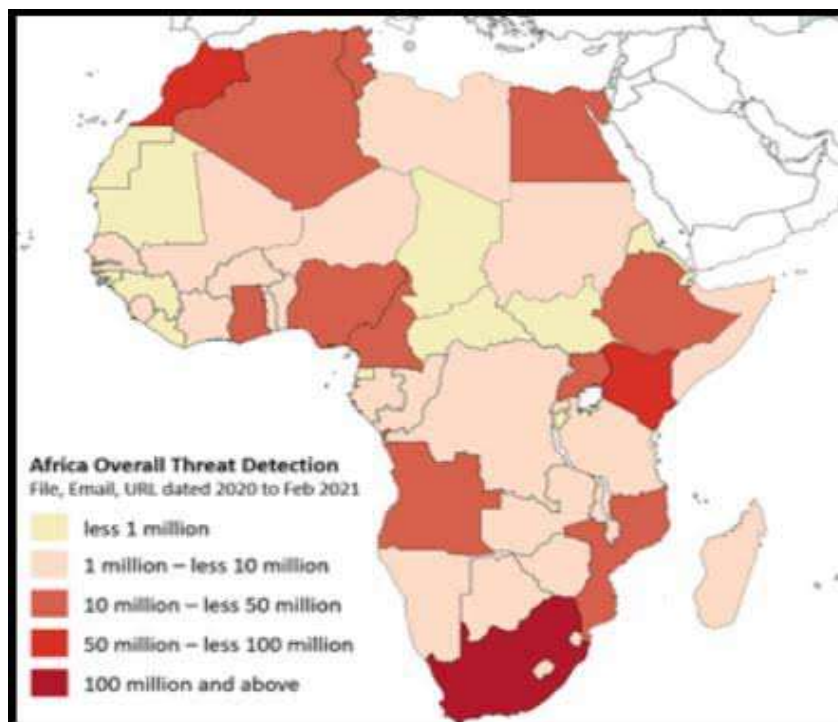 Africa Overall Threat Detection
File, Email, URL dated 2020 to Feb 2021
less 1 million
1 million – less 10 million
10 million – less 50 million
50 million – less 100 million
100 million and above